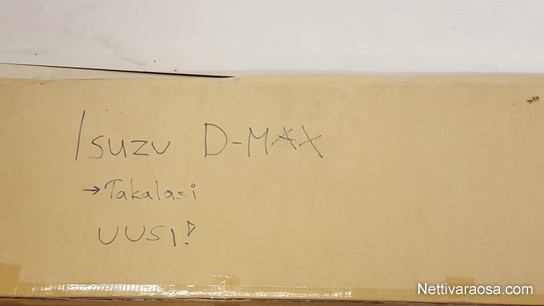 Isuzu D-MAX
→Takalasi
UUSI!
Nettivaraosa.com